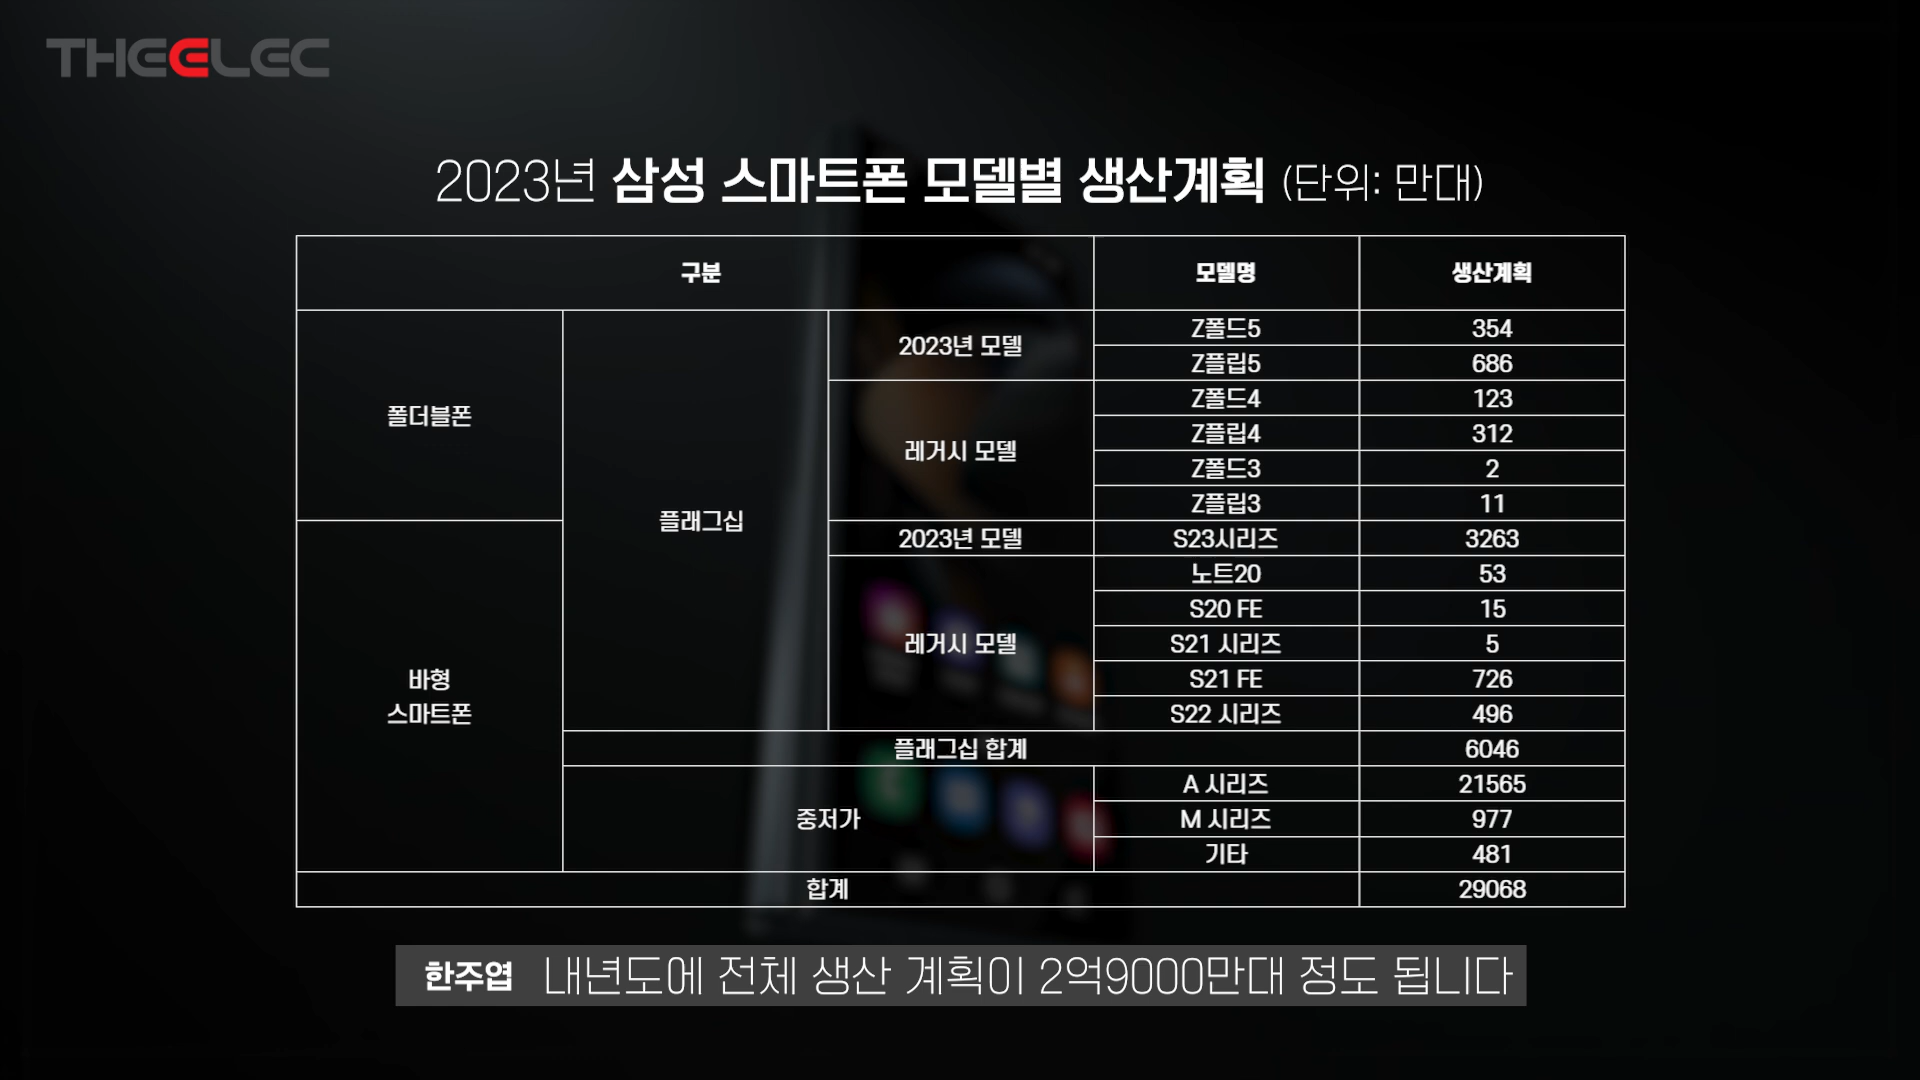 THEELEC
2023년 삼성 스마트폰 모델별 생산계획 (단위: 만대)
구분 모델명 생산계획
폴더블폰 플래그십 2023년 모델 Z폴드5 354
Z플립5 686
레거시 모델 Z폴드4 123
Z플립4 312
Z폴드3 2
Z플립3 11
바형 스마트폰 2023년 모델 S23시리즈 3263
레거시 모델 노트20 53
S20 FE 15
S21 시리즈 5
S21 FE 726
S22 시리즈 496
플래그십 합계 6046
중저가 A 시리즈 21565
M 시리즈 977
기타 481
합계 29068
한주엽 내년도에 전체 생산 계획이 2억9000만대 정도 됩니다